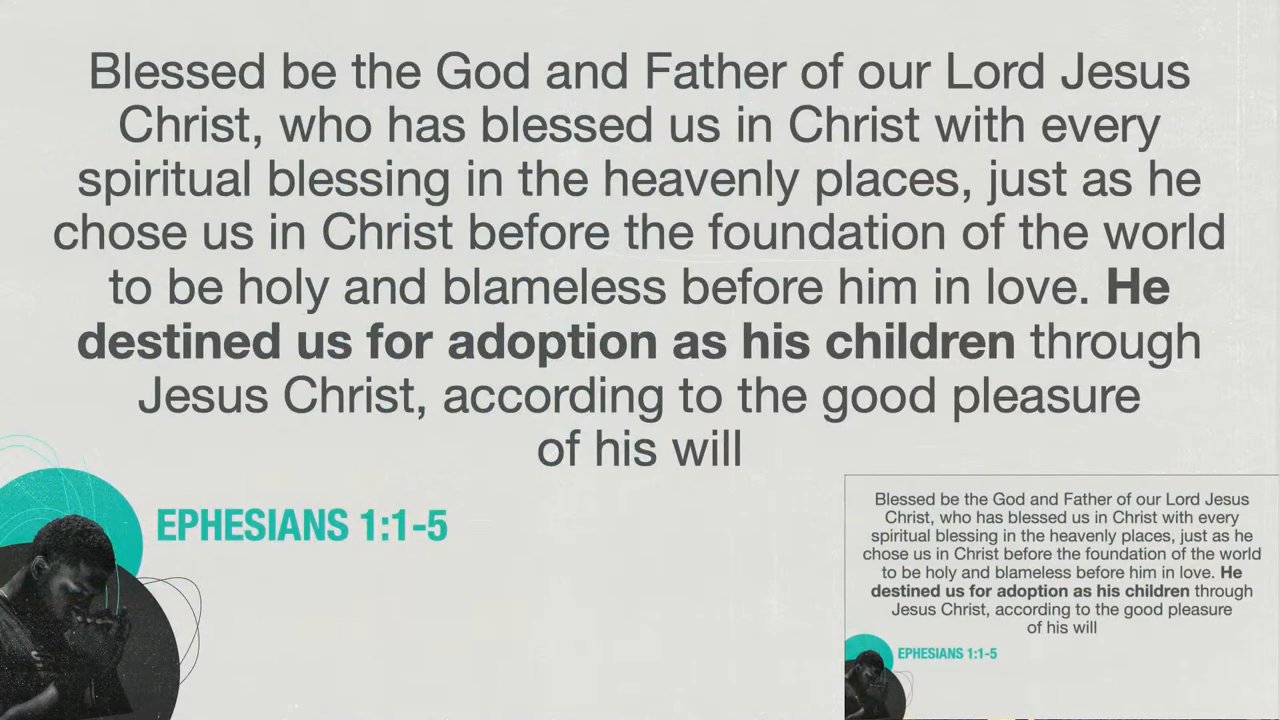 Blessed be the God and Father of our Lord Jesus
Christ, who has blessed us in Christ with every
spiritual blessing in the heavenly places, just as he
chose us in Christ before the foundation of the world
to be holy and blameless before him in love. He
destined us for adoption as his children through
Jesus Christ, according to the good pleasure
of his will
EPHESIANS 1:1-5
Blessed be the God and Father of our Lord Jesus
Christ, who has blessed us in Christ with every
spiritual blessing in the heavenly places, just as he
chose us in Christ before the foundation of the world
to be holy and blameless before him in love. He
destined us for adoption as his children through
Jesus Christ, according to the good pleasure
of his will
EPHESIANS 1:1-5